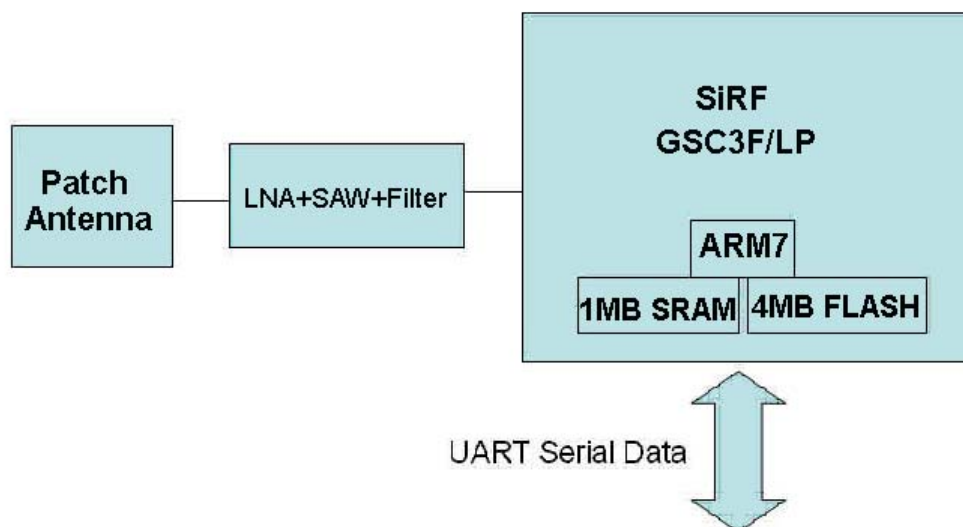 SiRF
GSC3F/LP
Patch
Antenna
LNA+SAW+Filter
ARM7
1MB SRAM
4MB FLASH
UART Serial Data